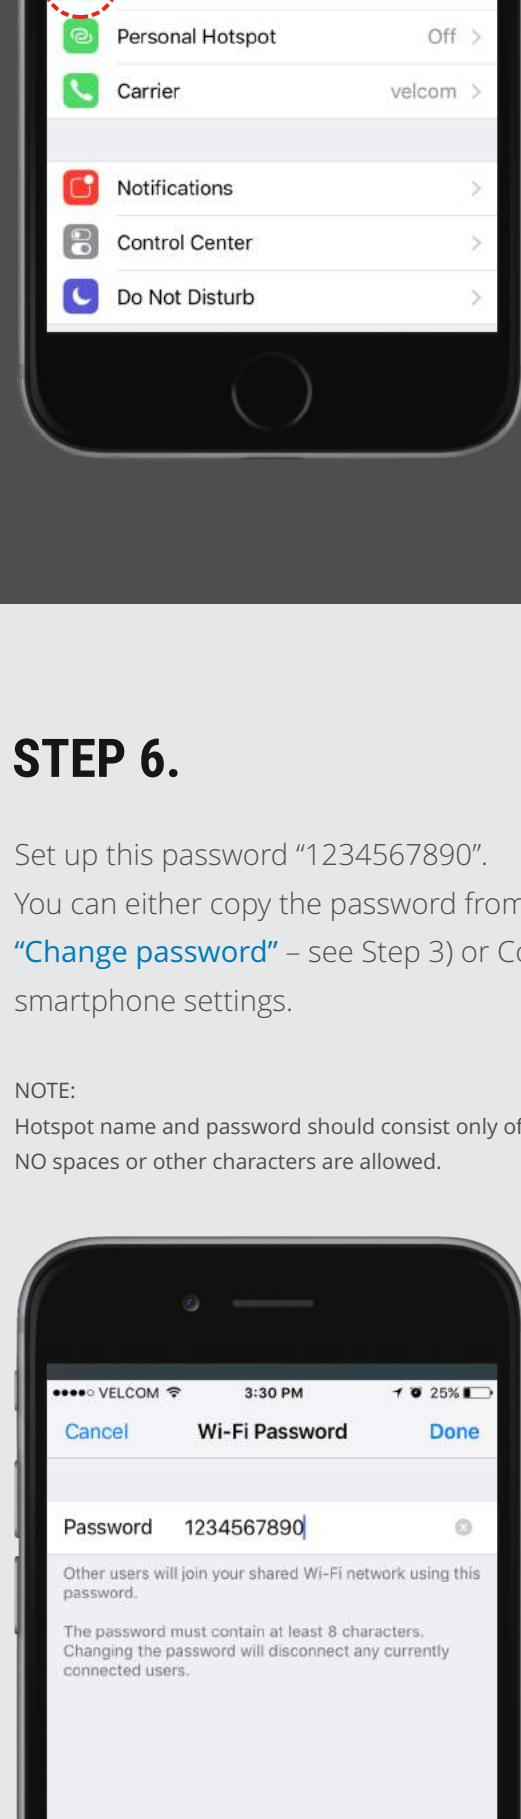 Personal Hotspot Off
Carrier velcom
Notifications
Control Center
Do Not Disturb
STEP 6.
Set up this password “1234567890”.
You can either copy the password from
“Change password” – see Step 3) or Co
smartphone settings.
NOTE:
Hotspot name and password should consist only of
NO spaces or other characters are allowed.
VELCOM 3:30 PM 25%
Cancel Wi-Fi Password Done
Password 1234567890
Other users will join your shared Wi-Fi network using this
password.
The password must contain at least 8 characters.
Changing the password will disconnect any currently
connected users.